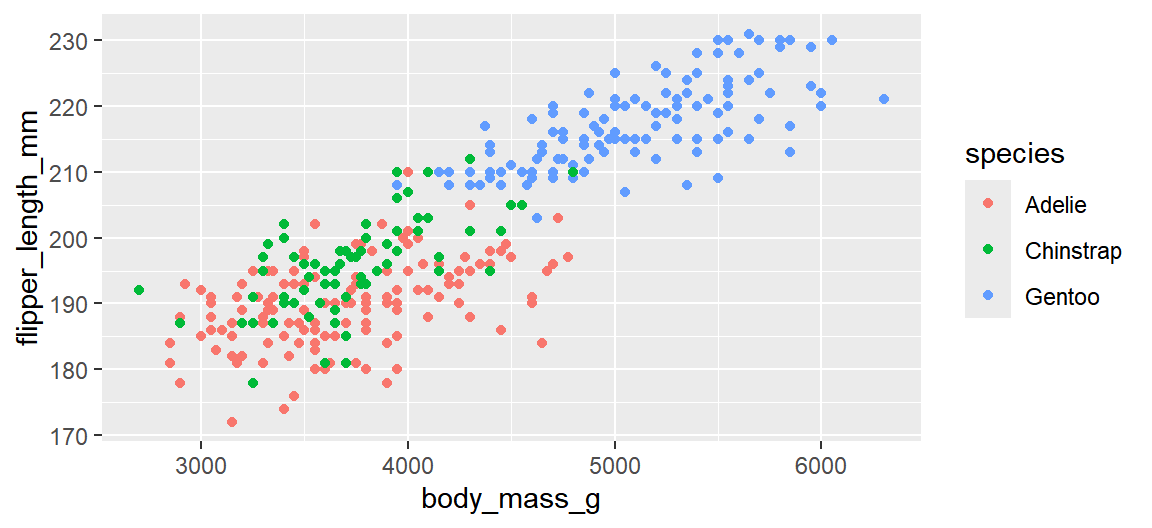 230
220
210
200
190
180
170
flipper_length_mm
3000 4000 5000 6000
body_mass_g
species
Adelie
Chinstrap
Gentoo